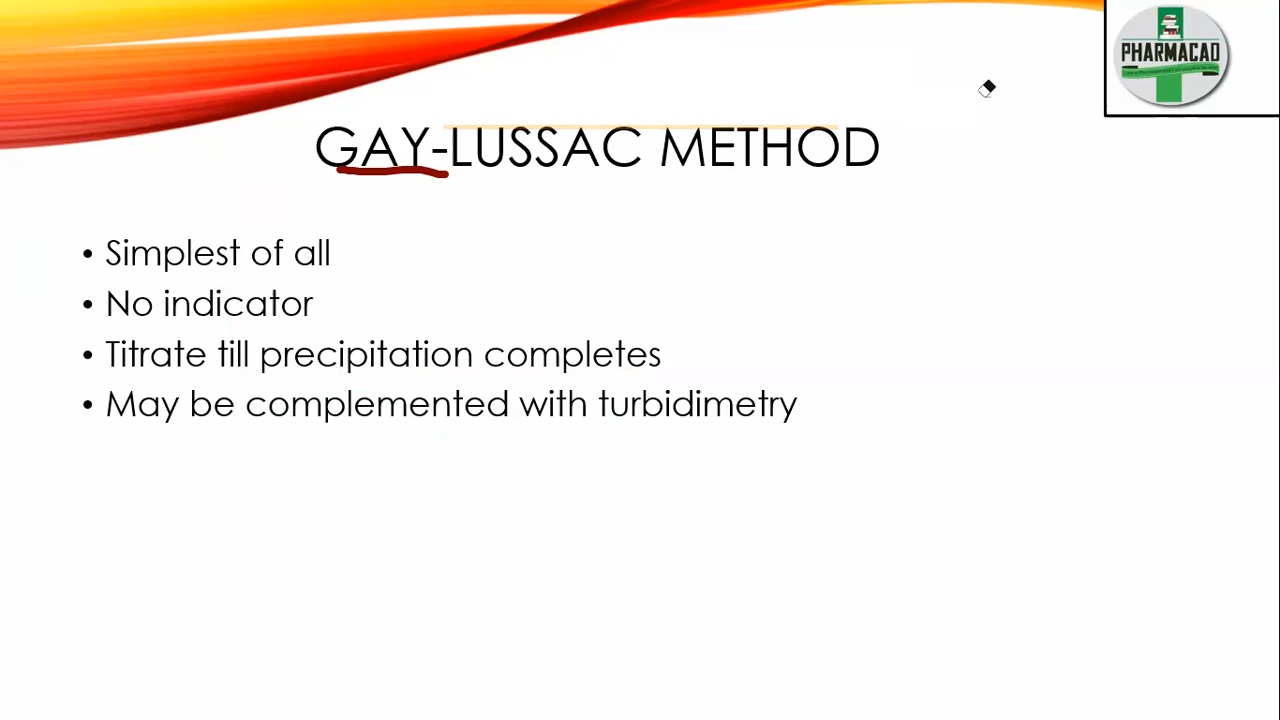 PHARMACAD
GAY-LUSSAC METHOD
• Simplest of all
• No indicator
• Titrate till precipitation completes
• May be complemented with turbidimetry